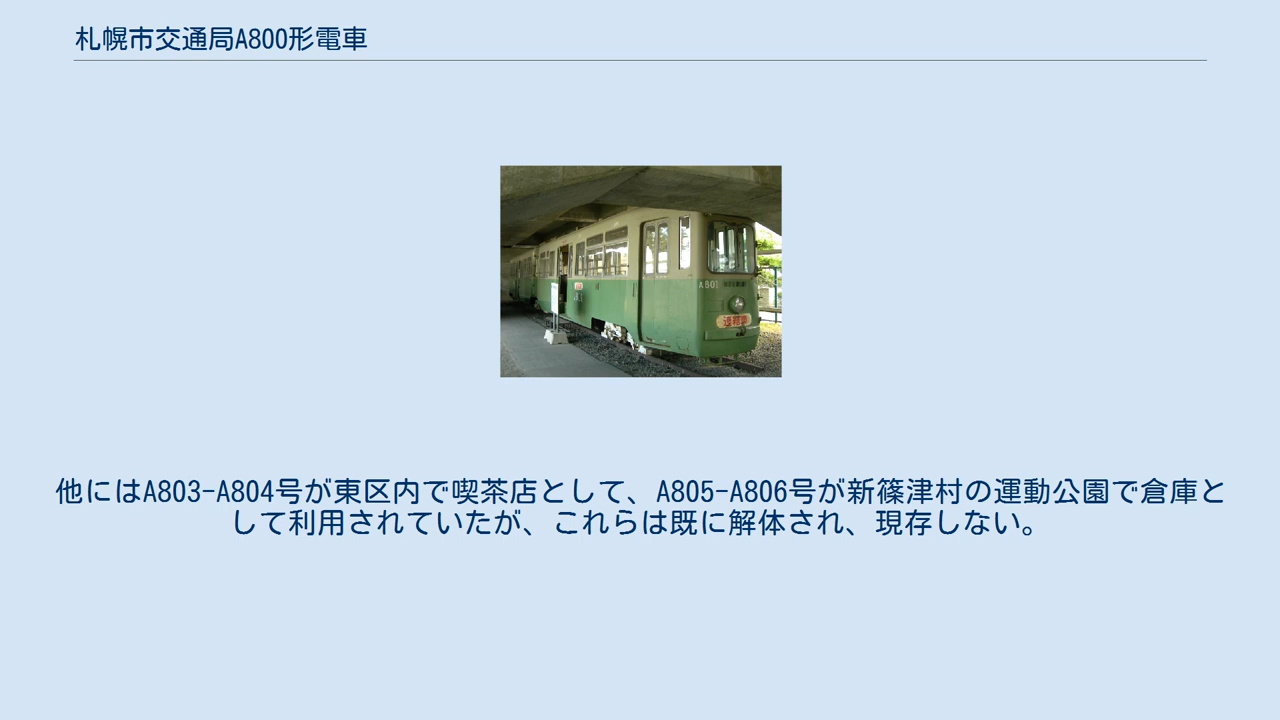 札幌市交通局A800形電車
A801
他にはA803-A804号が東区内で喫茶店として、A805-A806号が新篠津村の運動公園で倉庫と
して利用されていたが、これらは既に解体され、現存しない。